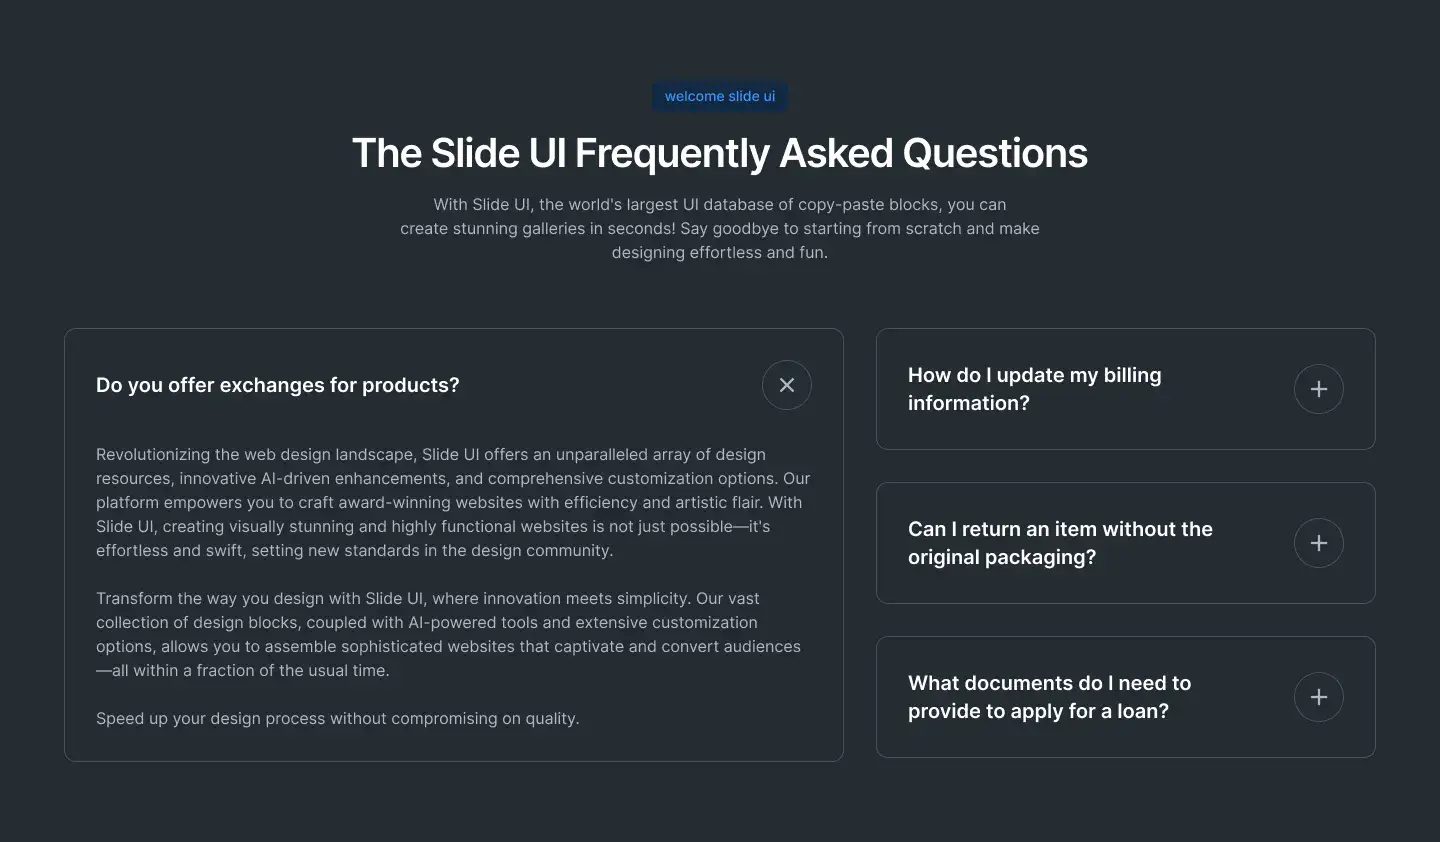 welcome slide ui
The Slide UI Frequently Asked Questions
With Slide UI, the world's largest UI database of copy-paste blocks, you can
create stunning galleries in seconds! Say goodbye to starting from scratch and make
designing effortless and fun.
Do you offer exchanges for products?
Revolutionizing the web design landscape, Slide UI offers an unparalleled array of design
resources, innovative AI-driven enhancements, and comprehensive customization options. Our
platform empowers you to craft award-winning websites with efficiency and artistic flair. With
Slide UI, creating visually stunning and highly functional websites is not just possible—it's
effortless and swift, setting new standards in the design community.
Transform the way you design with Slide UI, where innovation meets simplicity. Our vast
collection of design blocks, coupled with AI-powered tools and extensive customization
options, allows you to assemble sophisticated websites that captivate and convert audiences
—all within a fraction of the usual time.
Speed up your design process without compromising on quality.
How do I update my billing
information?
Can I return an item without the
original packaging?
What documents do I need to
provide to apply for a loan?